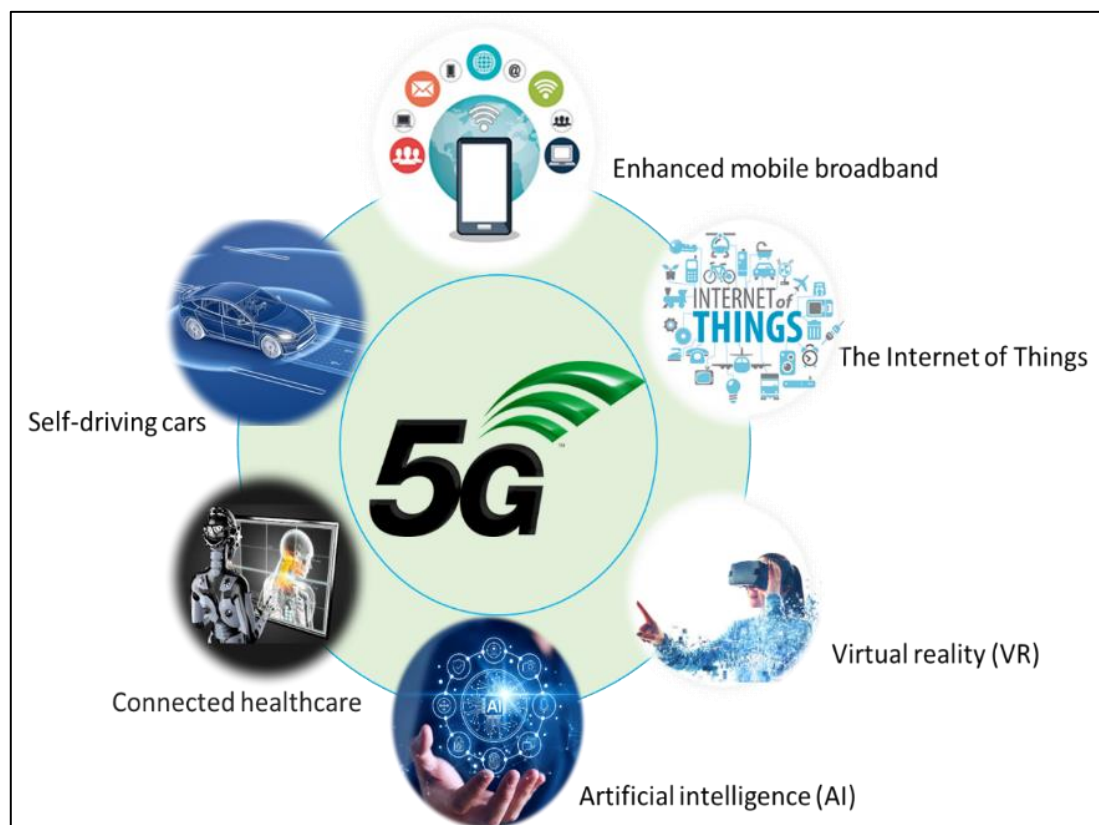 Enhanced mobile broadband
INTERNET of
THINGS
The Internet of Things
Self-driving cars
5G
Virtual reality (VR)
Connected healthcare
AI
Artificial intelligence (AI)